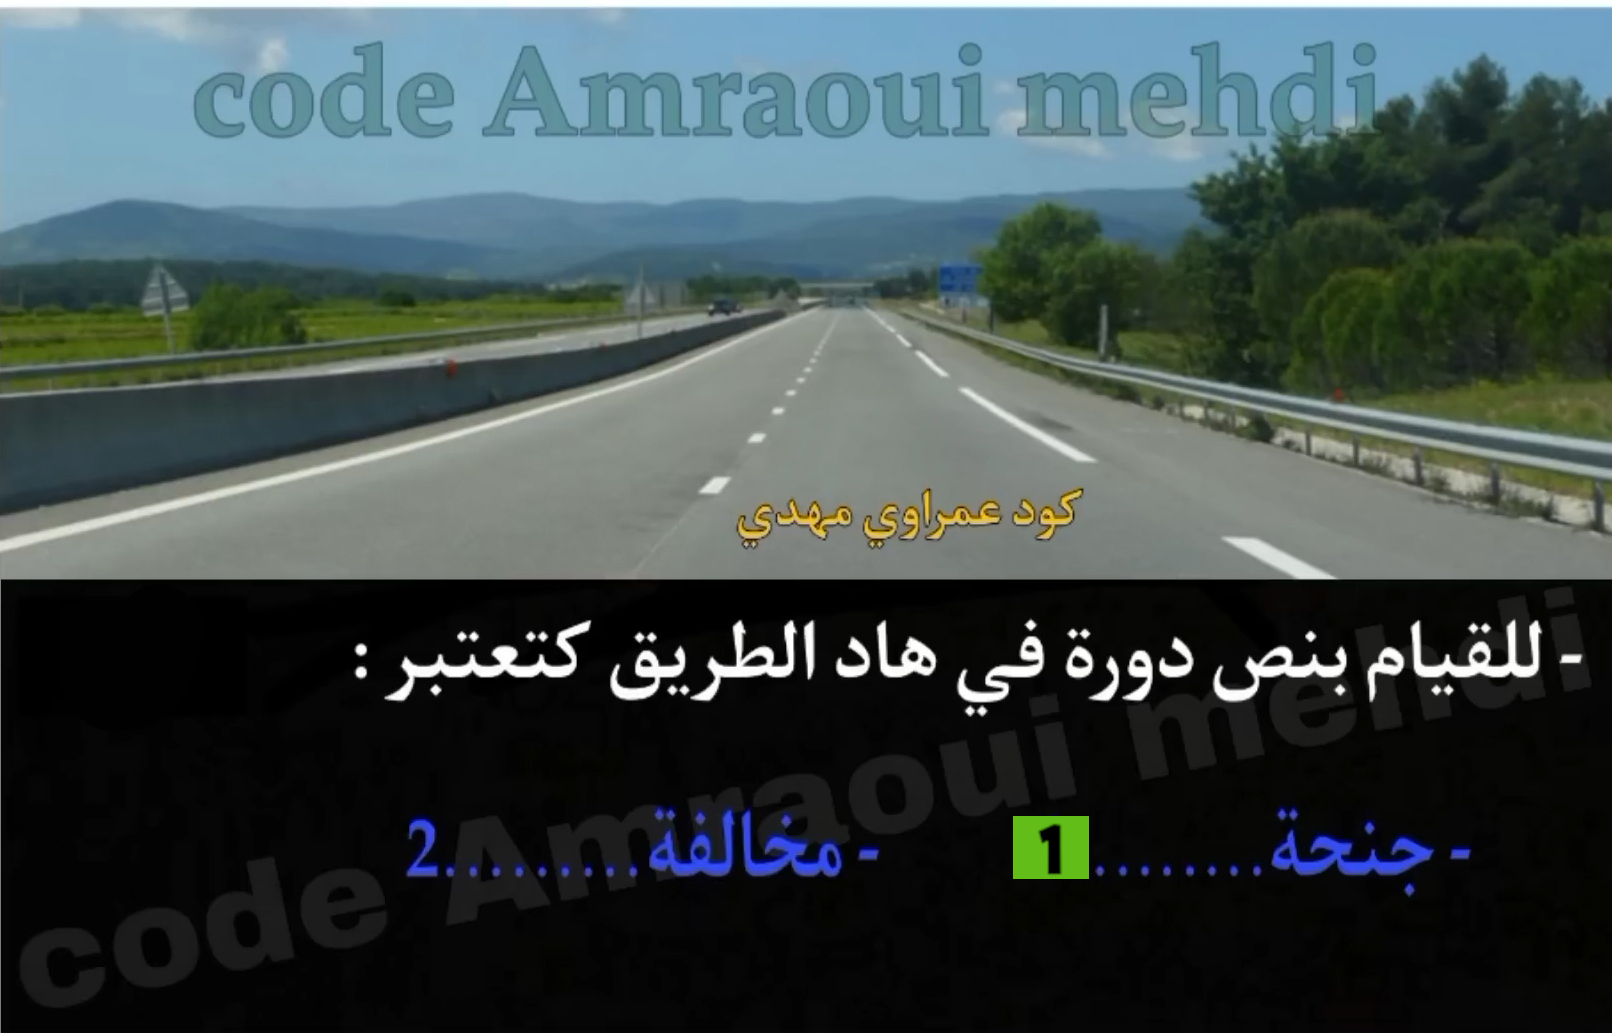 code Amraoui mehdi
كود عمراوي مهدي
- للقيام بنص دورة في هاد الطريق كتعتبر :
- جنحة........1 - مخالفة.........2
code Amraoui mehdi